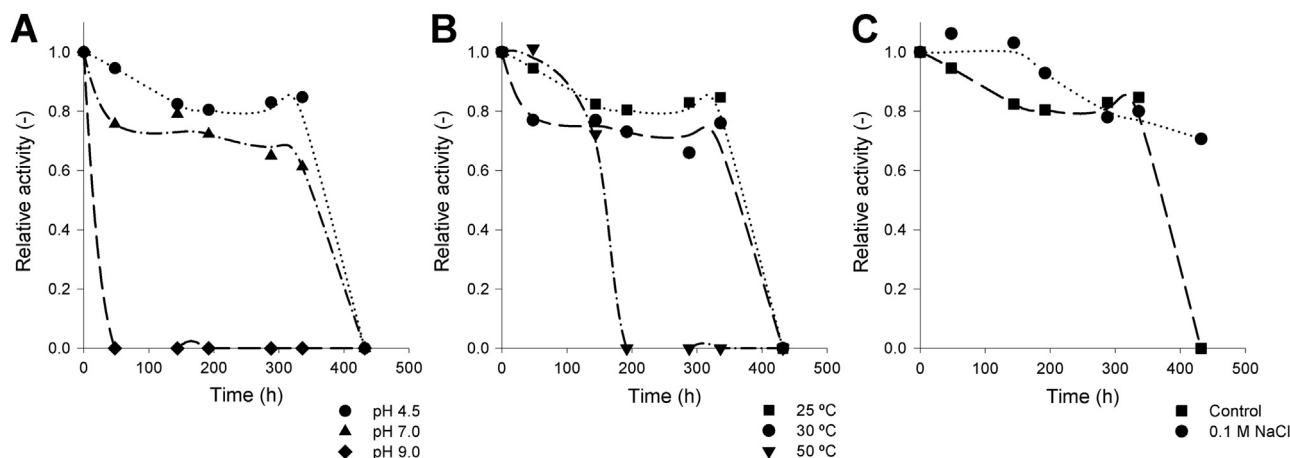 A
Relative activity (-)
1.0
0.8
0.6
0.4
0.2
0.0
0 100 200 300 400 500
Time (h)
pH 4.5
pH 7.0
pH 9.0
B
Relative activity (-)
1.0
0.8
0.6
0.4
0.2
0.0
0 100 200 300 400 500
Time (h)
25 ºC
30 ºC
50 ºC
C
Relative activity (-)
1.0
0.8
0.6
0.4
0.2
0.0
0 100 200 300 400 500
Time (h)
Control
0.1 M NaCl